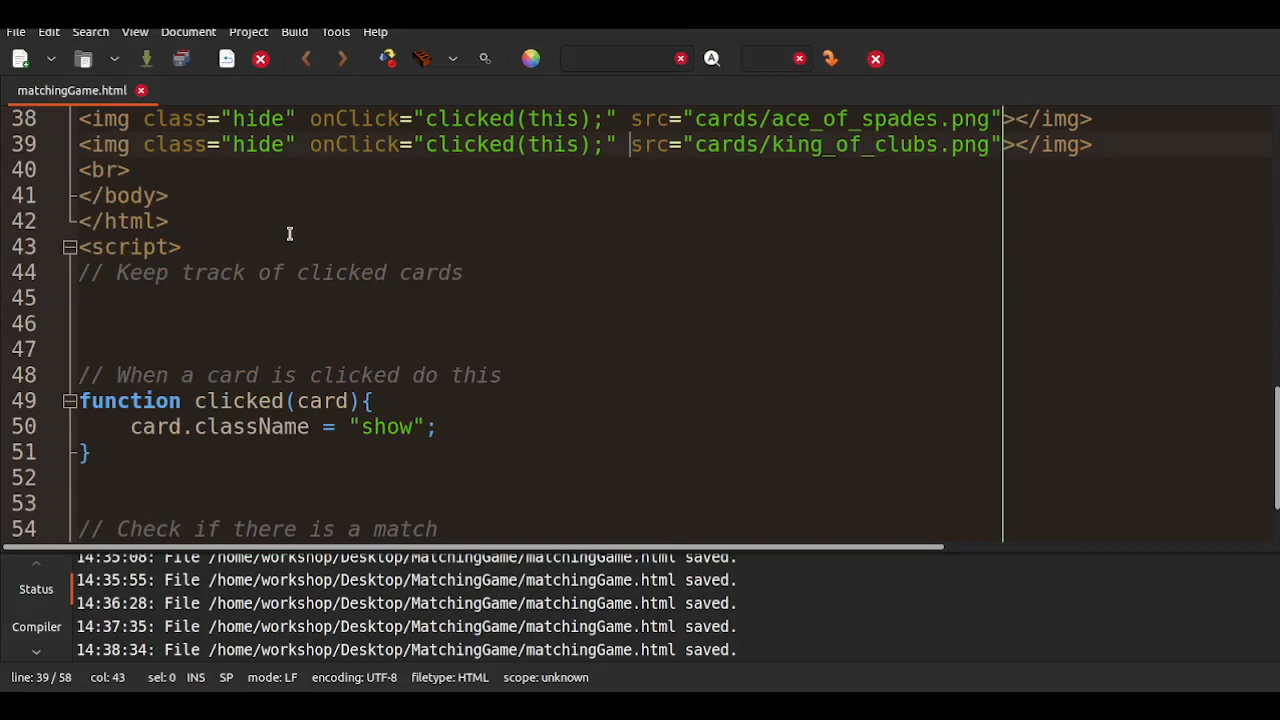 File Edit Search View Document Project Build Tools Help
matchingGame.html
38 <img class="hide" onClick="clicked(this);" src="cards/ace_of_spades.png"></img>
39 <img class="hide" onClick="clicked(this);" src="cards/king_of_clubs.png"></img>
40 <br>
41 </body>
42 </html>
43 <script>
44 // Keep track of clicked cards
45
46
47
48 // When a card is clicked do this
49 function clicked(card){
50 card.className = "show";
51 }
52
53
54 // Check if there is a match
14:35:08: File /home/workshop/Desktop/MatchingGame/matchingGame.html saved.
Status 14:35:55: File /home/workshop/Desktop/MatchingGame/matchingGame.html saved.
14:36:28: File /home/workshop/Desktop/MatchingGame/matchingGame.html saved.
Compiler 14:37:35: File /home/workshop/Desktop/MatchingGame/matchingGame.html saved.
14:38:34: File /home/workshop/Desktop/MatchingGame/matchingGame.html saved.
line: 39 / 58 col: 43 sel: 0 INS SP mode: LF encoding: UTF-8 filetype: HTML scope: unknown